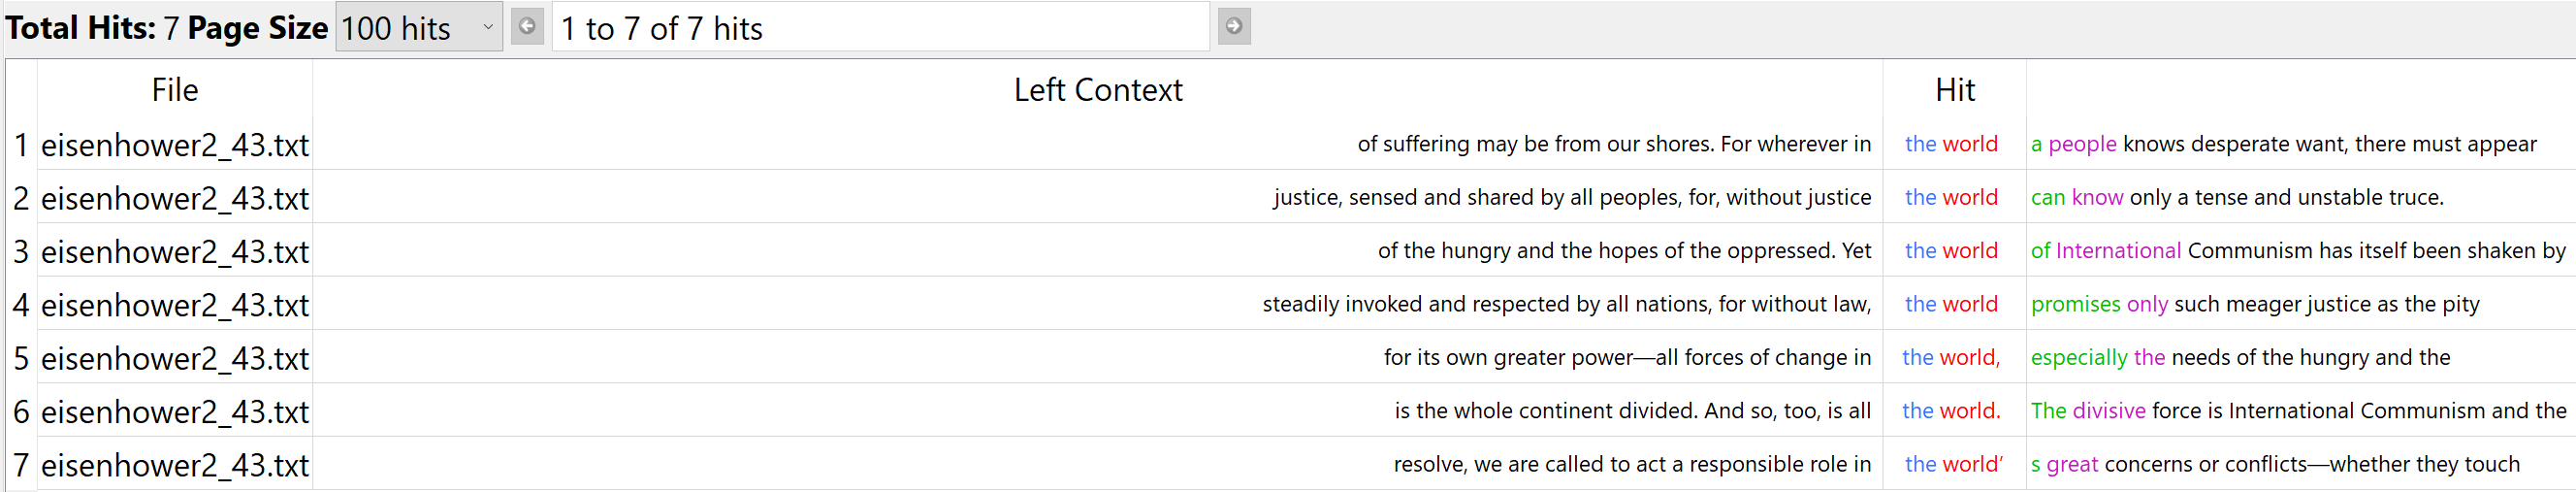 Total Hits: 7 Page Size 100 hits 1 to 7 of 7 hits
File Left Context Hit
1 eisenhower2_43.txt of suffering may be from our shores. For wherever in the world a people knows desperate want, there must appear
2 eisenhower2_43.txt justice, sensed and shared by all peoples, for, without justice the world can know only a tense and unstable truce.
3 eisenhower2_43.txt of the hungry and the hopes of the oppressed. Yet the world of International Communism has itself been shaken by
4 eisenhower2_43.txt steadily invoked and respected by all nations, for without law, the world promises only such meager justice as the pity
5 eisenhower2_43.txt for its own greater power—all forces of change in the world, especially the needs of the hungry and the
6 eisenhower2_43.txt is the whole continent divided. And so, too, is all the world. The divisive force is International Communism and the
7 eisenhower2_43.txt resolve, we are called to act a responsible role in the world’ s great concerns or conflicts—whether they touch